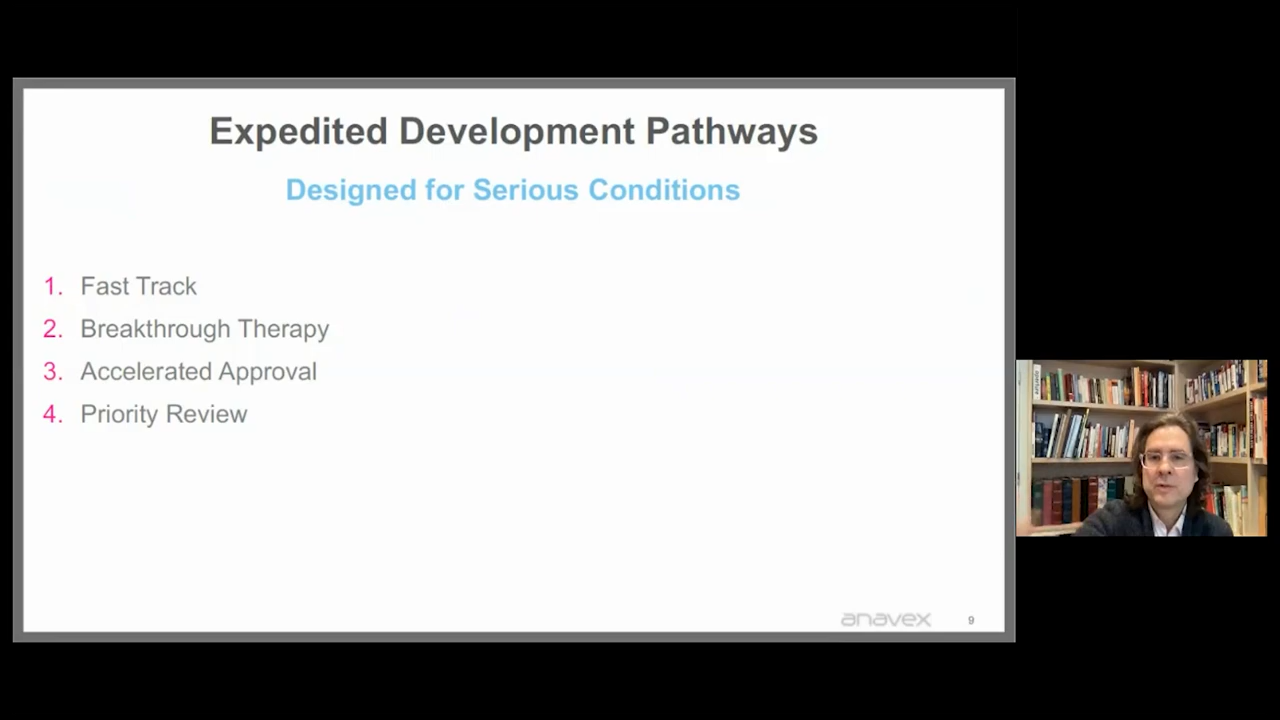 Expedited Development Pathways
Designed for Serious Conditions
1. Fast Track
2. Breakthrough Therapy
3. Accelerated Approval
4. Priority Review
anavex 9